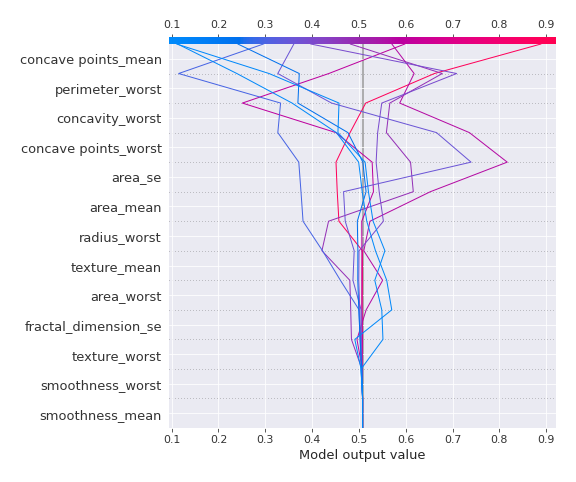 0.1 0.2 0.3 0.4 0.5 0.6 0.7 0.8 0.9
concave points_mean
perimeter_worst
concavity_worst
concave points_worst
area_se
area_mean
radius_worst
texture_mean
area_worst
fractal_dimension_se
texture_worst
smoothness_worst
smoothness_mean
0.1 0.2 0.3 0.4 0.5 0.6 0.7 0.8 0.9
Model output value